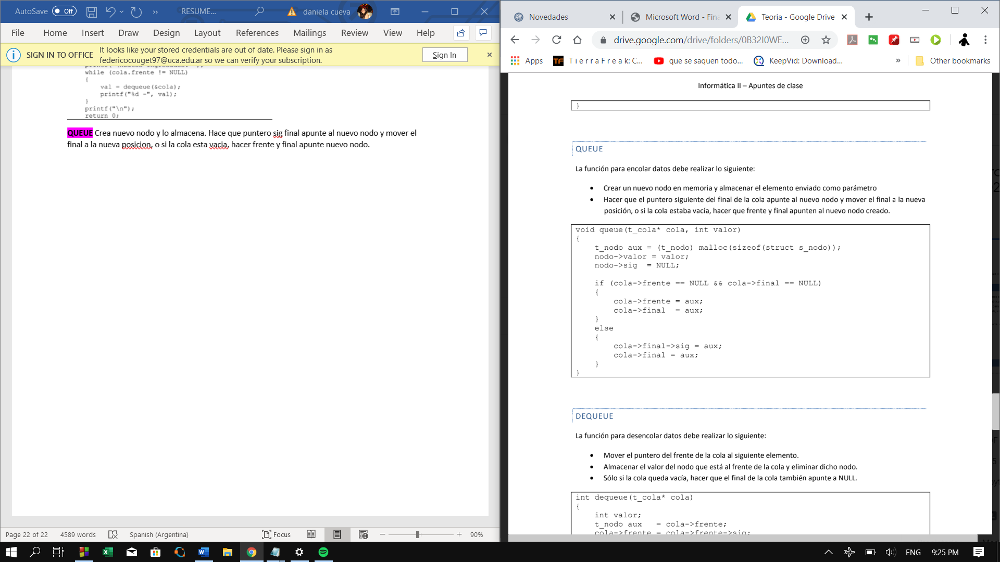 AutoSave Off RESUME... daniela cueva
File Home Insert Draw Design Layout References Mailings Review View Help
SIGN IN TO OFFICE It looks like your stored credentials are out of date. Please sign in as
federicocouget97@uca.edu.ar so we can verify your subscription.
Sign In
while (cola.frente != NULL)
{
val = dequeue(&cola);
printf("%d -", val);
}
printf("\n");
return 0;
QUEUE Crea nuevo nodo y lo almacena. Hace que puntero sig final apunte al nuevo nodo y mover el
final a la nueva posicion, o si la cola esta vacia, hacer frente y final apunte nuevo nodo.
Page 22 of 22 4589 words Spanish (Argentina) Focus 90%
Novedades Microsoft Word - Fina Teoria - Google Drive
drive.google.com/drive/folders/0B32I0WE...
Apps TF T i e r r a F r e a k: C... que se saquen todo... KeepVid: Download... » Other bookmarks
Informática II – Apuntes de clase
}
QUEUE
La función para encolar datos debe realizar lo siguiente:
• Crear un nuevo nodo en memoria y almacenar el elemento enviado como parámetro
• Hacer que el puntero siguiente del final de la cola apunte al nuevo nodo y mover el final a la nueva
posición, o si la cola estaba vacía, hacer que frente y final apunten al nuevo nodo creado.
void queue(t_cola* cola, int valor)
{
t_nodo aux = (t_nodo) malloc(sizeof(struct s_nodo));
nodo->valor = valor;
nodo->sig = NULL;
if (cola->frente == NULL && cola->final == NULL)
{
cola->frente = aux;
cola->final = aux;
}
else
{
cola->final->sig = aux;
cola->final = aux;
}
}
DEQUEUE
La función para desencolar datos debe realizar lo siguiente:
• Mover el puntero del frente de la cola al siguiente elemento.
• Almacenar el valor del nodo que está al frente de la cola y eliminar dicho nodo.
• Sólo si la cola queda vacía, hacer que el final de la cola también apunte a NULL.
int dequeue(t_cola* cola)
{
int valor;
t_nodo aux = cola->frente;
cola->frente = cola->frente->sig;
ENG 9:25 PM